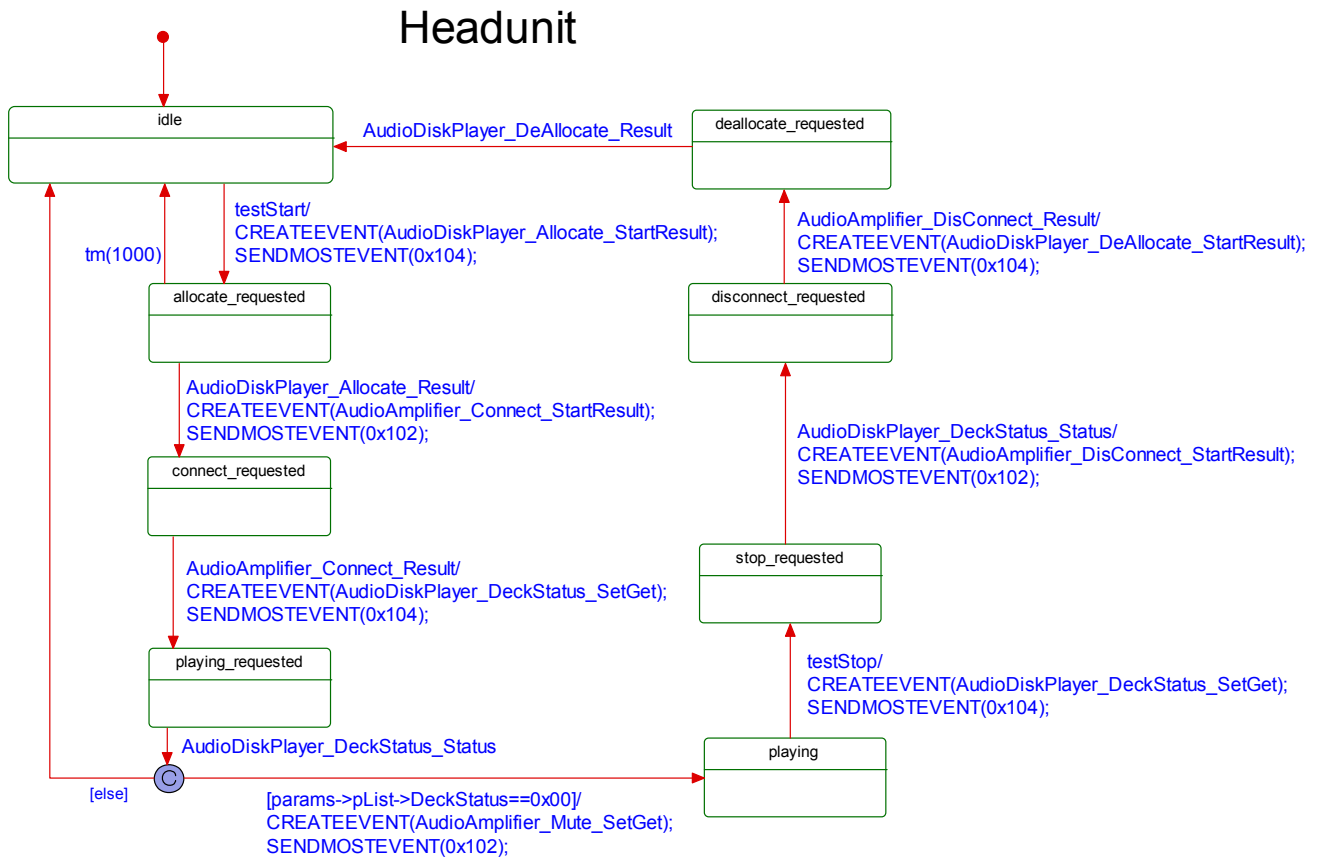 Headunit
idle
AudioDiskPlayer_DeAllocate_Result
deallocate_requested
testStart/
CREATEEVENT(AudioDiskPlayer_Allocate_StartResult);
SENDMOSTEVENT(0x104);
tm(1000)
AudioAmplifier_DisConnect_Result/
CREATEEVENT(AudioDiskPlayer_DeAllocate_StartResult);
SENDMOSTEVENT(0x104);
allocate_requested
disconnect_requested
AudioDiskPlayer_Allocate_Result/
CREATEEVENT(AudioAmplifier_Connect_StartResult);
SENDMOSTEVENT(0x102);
AudioDiskPlayer_DeckStatus_Status/
CREATEEVENT(AudioAmplifier_DisConnect_StartResult);
SENDMOSTEVENT(0x102);
connect_requested
AudioAmplifier_Connect_Result/
CREATEEVENT(AudioDiskPlayer_DeckStatus_SetGet);
SENDMOSTEVENT(0x104);
stop_requested
playing_requested
testStop/
CREATEEVENT(AudioDiskPlayer_DeckStatus_SetGet);
SENDMOSTEVENT(0x104);
AudioDiskPlayer_DeckStatus_Status
playing
C
[else]
[params->pList->DeckStatus==0x00]/
CREATEEVENT(AudioAmplifier_Mute_SetGet);
SENDMOSTEVENT(0x102);